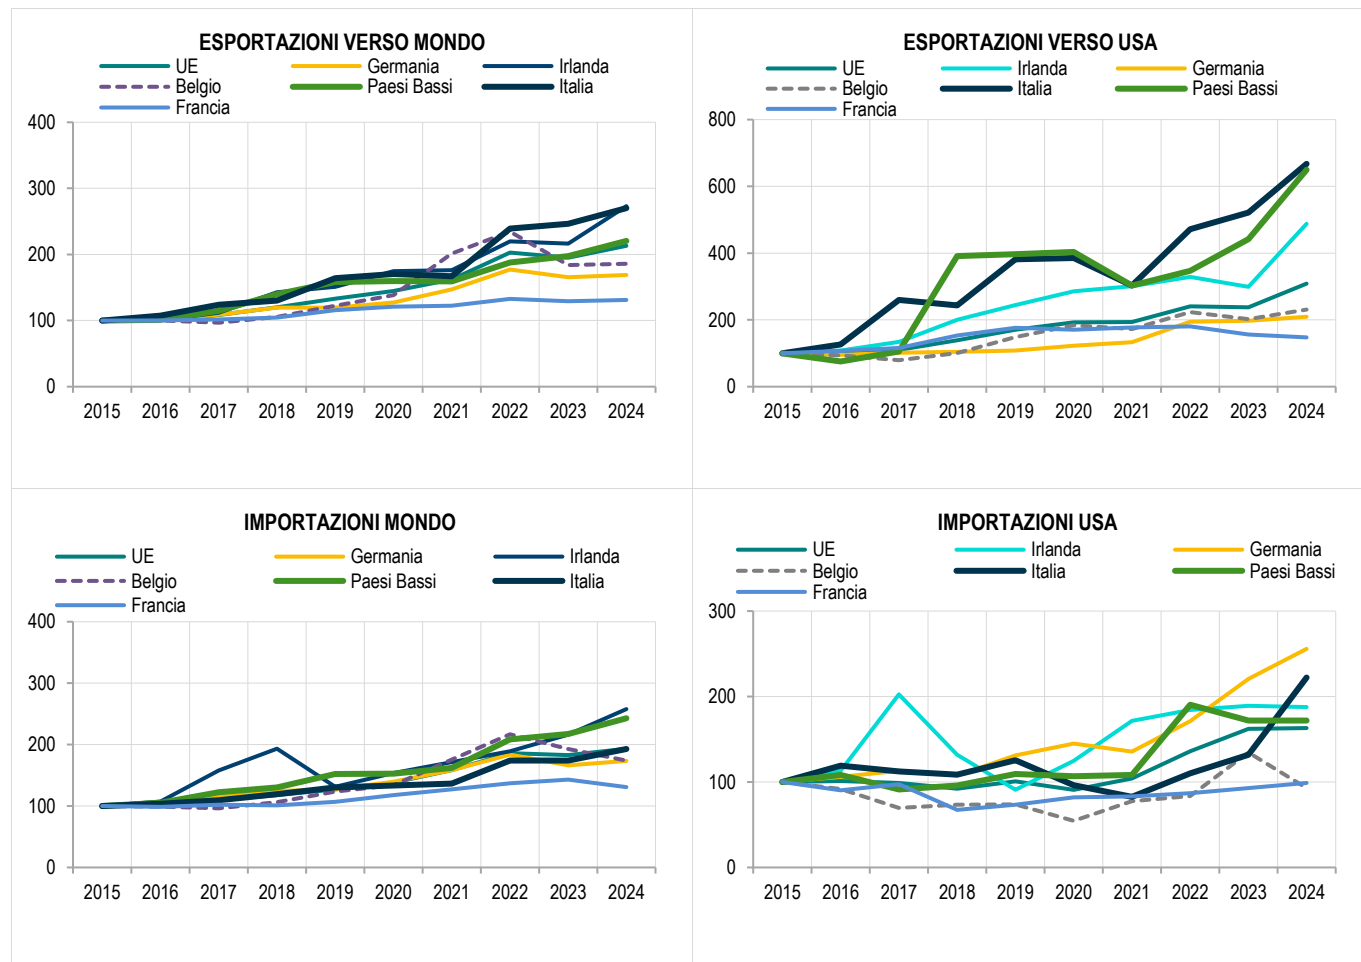 ESPORTAZIONI VERSO MONDO
UE Germania Irlanda
Belgio Paesi Bassi Italia
Francia
400
300
200
100
0
2015 2016 2017 2018 2019 2020 2021 2022 2023 2024
ESPORTAZIONI VERSO USA
UE Irlanda Germania
Belgio Italia Paesi Bassi
Francia
800
600
400
200
0
2015 2016 2017 2018 2019 2020 2021 2022 2023 2024
IMPORTAZIONI MONDO
UE Germania Irlanda
Belgio Paesi Bassi Italia
Francia
400
300
200
100
0
2015 2016 2017 2018 2019 2020 2021 2022 2023 2024
IMPORTAZIONI USA
UE Irlanda Germania
Belgio Italia Paesi Bassi
Francia
300
200
100
0
2015 2016 2017 2018 2019 2020 2021 2022 2023 2024